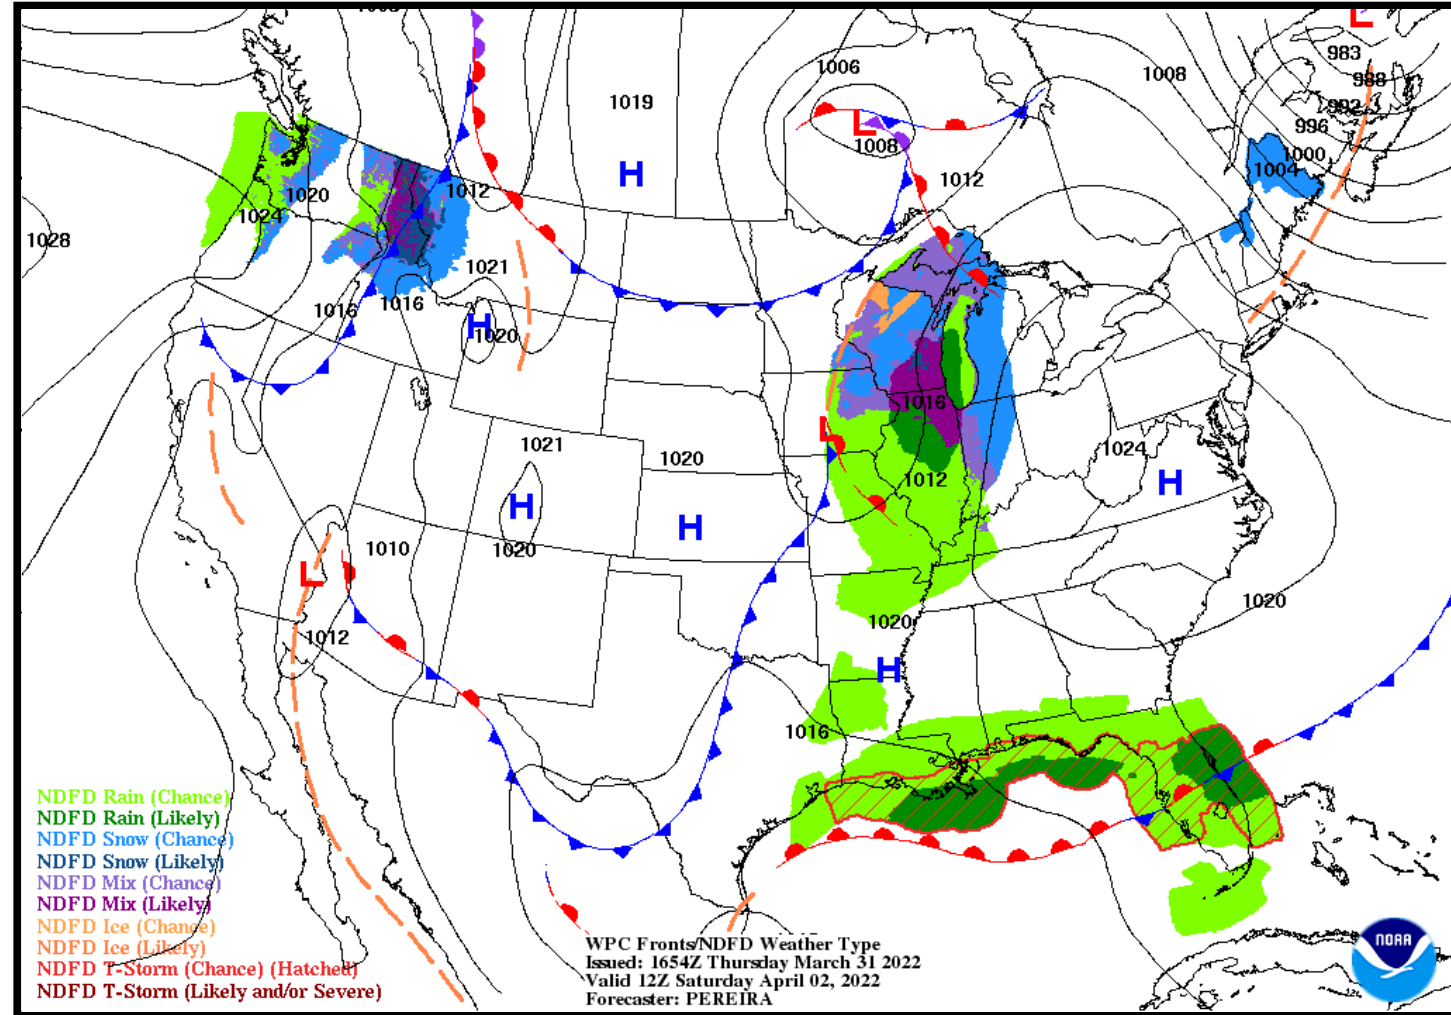 1008
983
988
992
996
1000
1004
1008
1006
1008
1012
1019
H
L
L
1020
1024
1012
1028
1021
1016
1016
H
1020
1016
L
1012
1021
1020
1024
H
H
H
1020
1010
L
1012
1020
1020
H
1016
NDFD Rain (Chance)
NDFD Rain (Likely)
NDFD Snow (Chance)
NDFD Snow (Likely)
NDFD Mix (Chance)
NDFD Mix (Likely)
NDFD Ice (Chance)
NDFD Ice (Likely)
NDFD T-Storm (Chance) (Hatched)
NDFD T-Storm (Likely and/or Severe)
WPC Fronts/NDFD Weather Type
Issued: 1654Z Thursday March 31 2022
Valid 12Z Saturday April 02, 2022
Forecaster: PEREIRA
NOAA